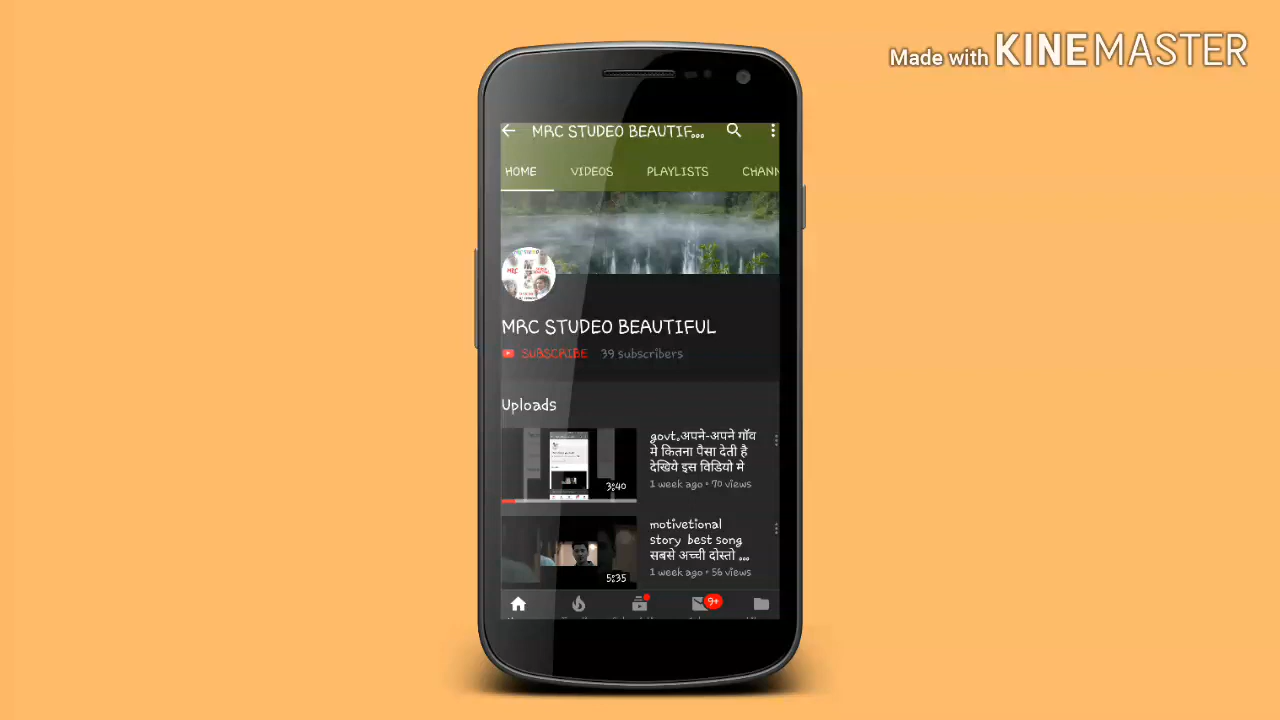 Made with KINEMASTER
MRC STUDEO BEAUTIF...
HOME VIDEOS PLAYLISTS CHANN
MRC STUDEO BEAUTIFUL
SUBSCRIBE 39 subscribers
Uploads
govt.अपने-अपने गॉव
मे कितना पैसा देती है
देखिये इस विडियो मे
1 week ago • 70 views
3:40
motivetional
story best song
सबसे अच्छी दोस्तो ...
1 week ago • 56 views
5:35
9+